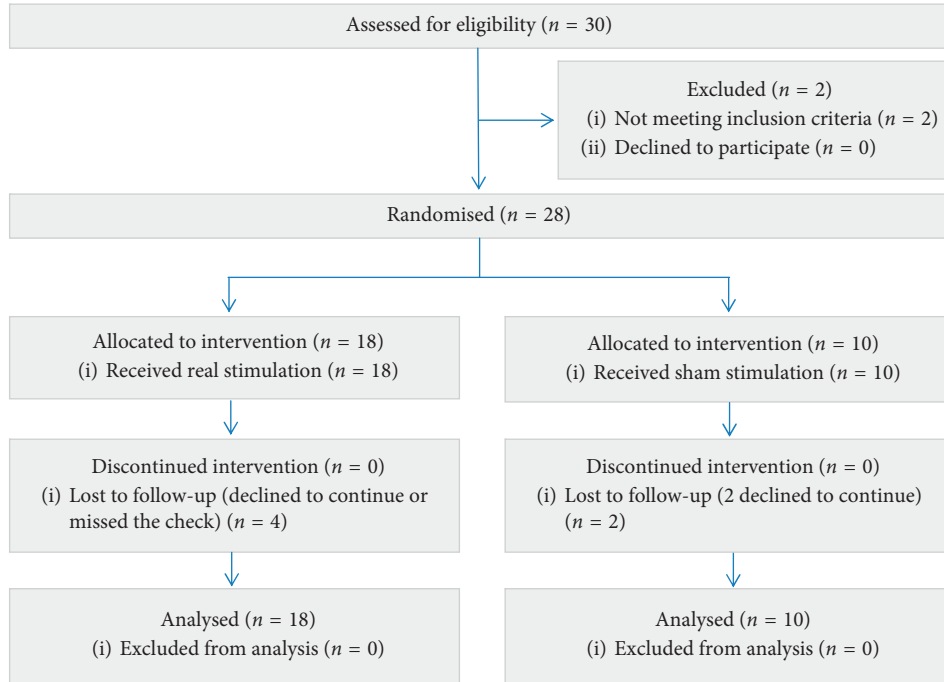 Assessed for eligibility (n = 30)
Excluded (n = 2)
(i) Not meeting inclusion criteria (n = 2)
(ii) Declined to participate (n = 0)
Randomised (n = 28)
Allocated to intervention (n = 18)
(i) Received real stimulation (n = 18)
Allocated to intervention (n = 10)
(i) Received sham stimulation (n = 10)
Discontinued intervention (n = 0)
(i) Lost to follow-up (declined to continue or
missed the check) (n = 4)
Discontinued intervention (n = 0)
(i) Lost to follow-up (2 declined to continue)
(n = 2)
Analysed (n = 18)
(i) Excluded from analysis (n = 0)
Analysed (n = 10)
(i) Excluded from analysis (n = 0)